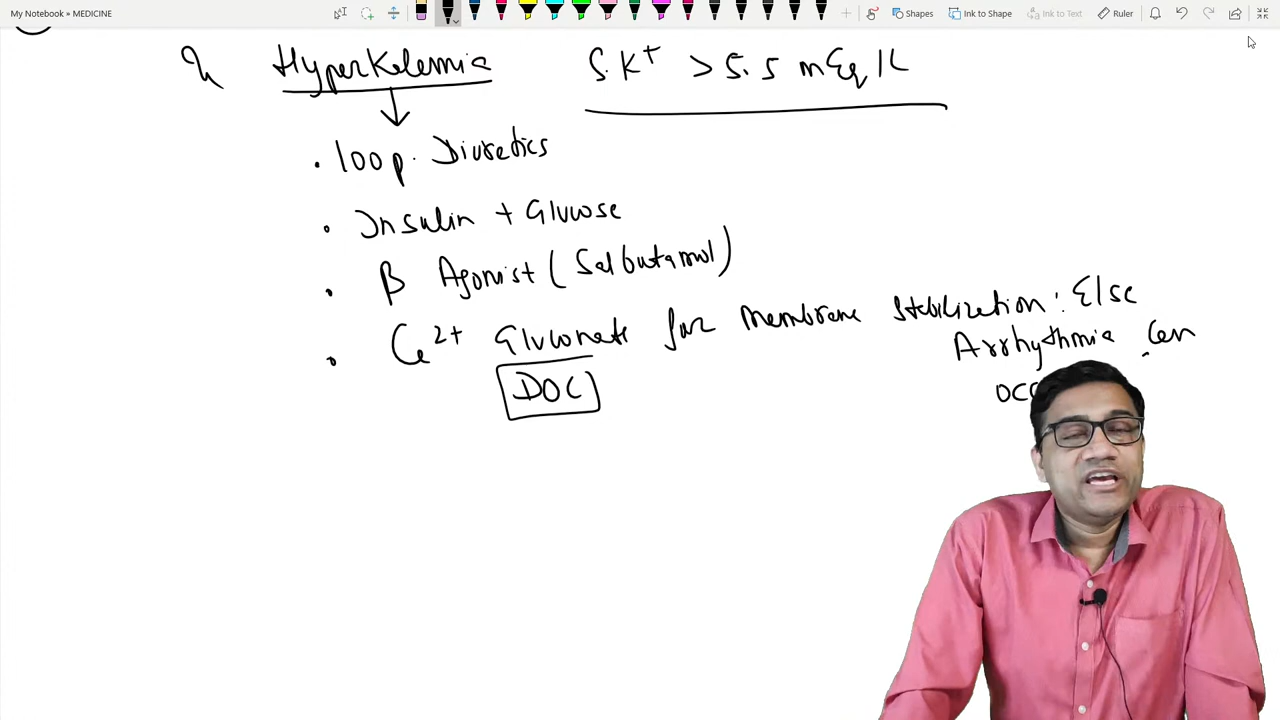 My Notebook » MEDICINE
Shapes
Ink to Shape
Ink to Text
Ruler
Hyperkalemia S.K+ > 5.5 mEq/L
• loop. Diuretics
• Insulin + Glucose
• β Agonist (Salbutamol)
• Ca2+ Gluconate for membrane stabilization: Else
Arrhythmia can
DOC
occ